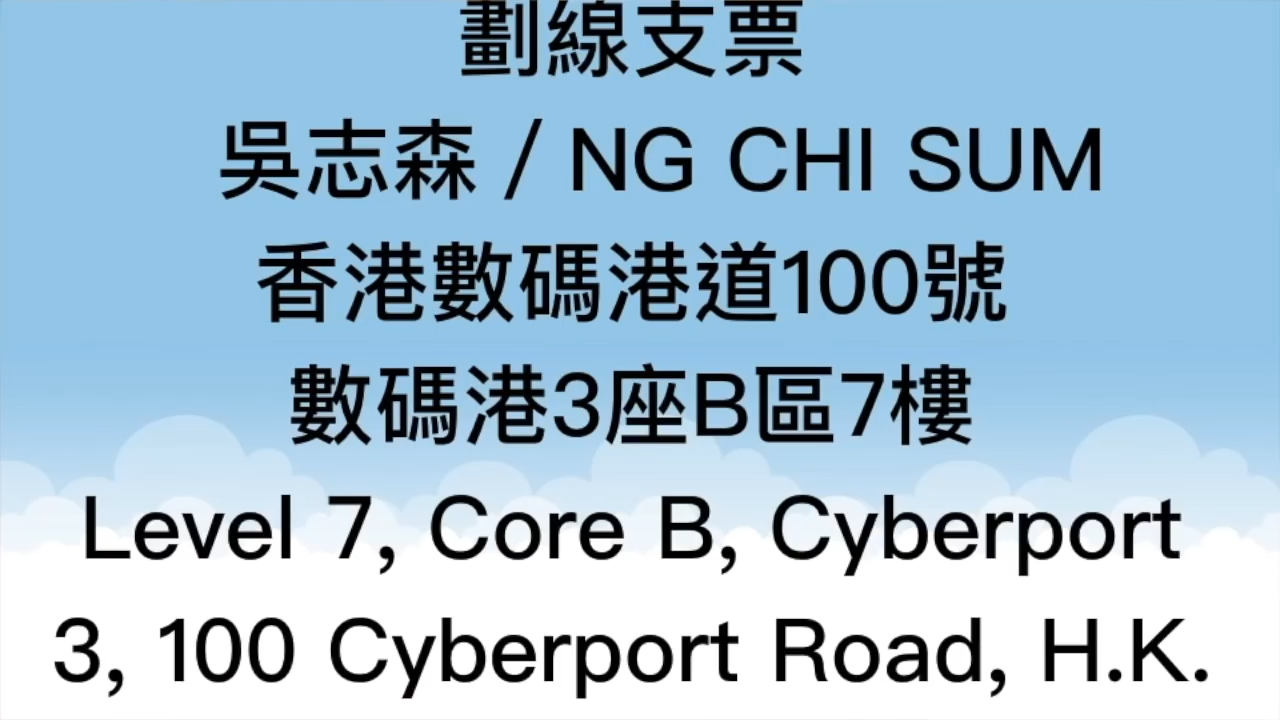 劃線支票
吳志森 / NG CHI SUM
香港數碼港道100號
數碼港3座B區7樓
Level 7, Core B, Cyberport
3, 100 Cyberport Road, H.K.